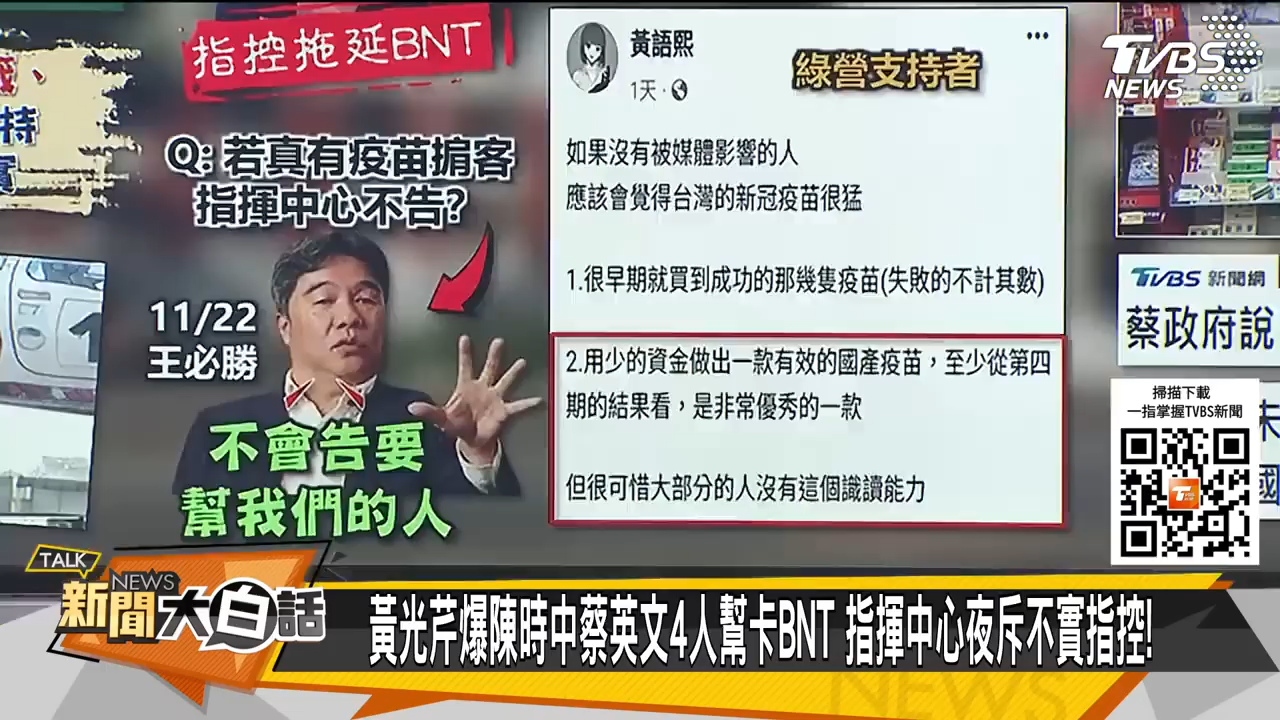 指控拖延BNT
Q: 若真有疫苗掮客
指揮中心不告?
11/22
王必勝
不會告要
幫我們的人
黃語熙
1天
綠營支持者
如果沒有被媒體影響的人
應該會覺得台灣的新冠疫苗很猛
1.很早期就買到成功的那幾隻疫苗(失敗的不計其數)
2.用少的資金做出一款有效的國產疫苗，至少從第四
期的結果看，是非常優秀的一款
但很可惜大部分的人沒有這個識讀能力
TVBS
NEWS
TVBS 新聞網
蔡政府說
掃描下載
一指掌握TVBS新聞
持
TALK
NEWS
新聞大白話
黃光芹爆陳時中蔡英文4人幫卡BNT 指揮中心夜斥不實指控!
NEWS